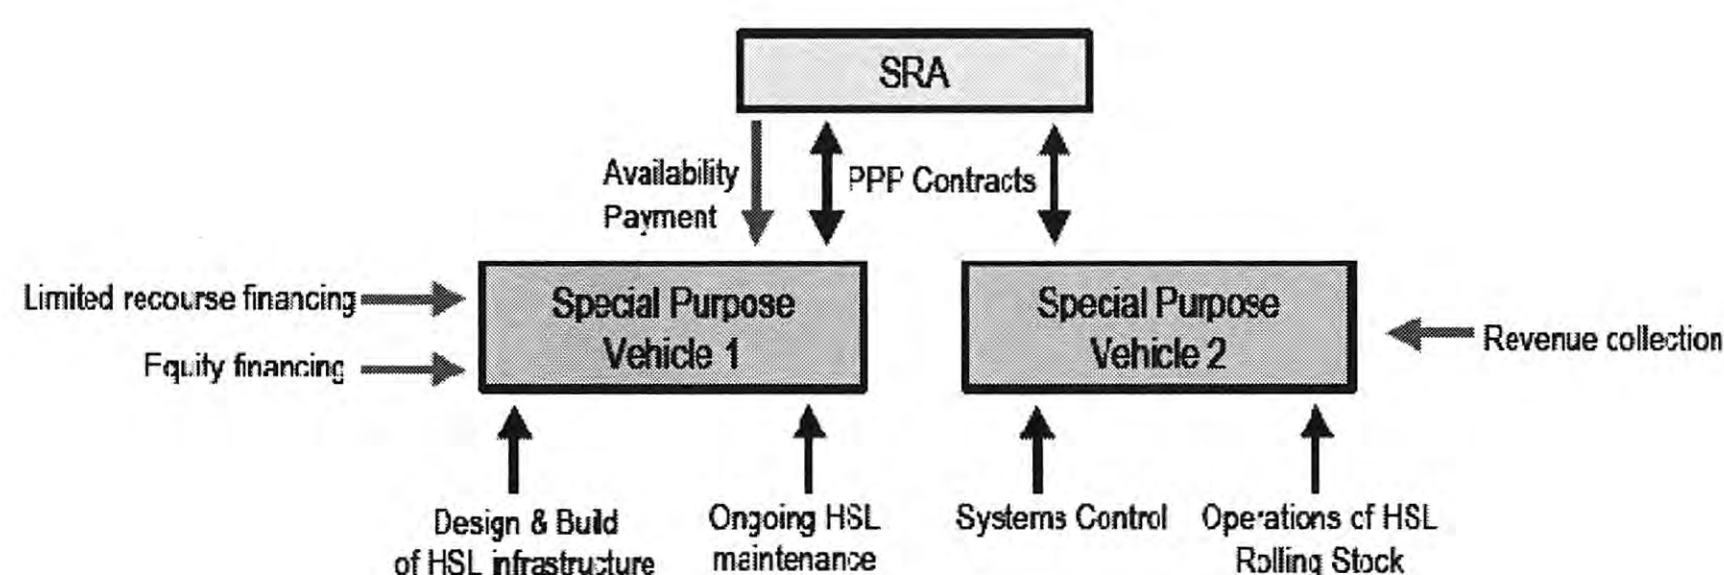 SRA
Availability
Payment
PPP Contracts
Limited recourse financing
Equity financing
Special Purpose
Vehicle 1
Special Purpose
Vehicle 2
Revenue collection
Design & Build
of HSL infrastructure
Ongoing HSL
maintenance
Systems Control
Operations of HSL
Rolling Stock